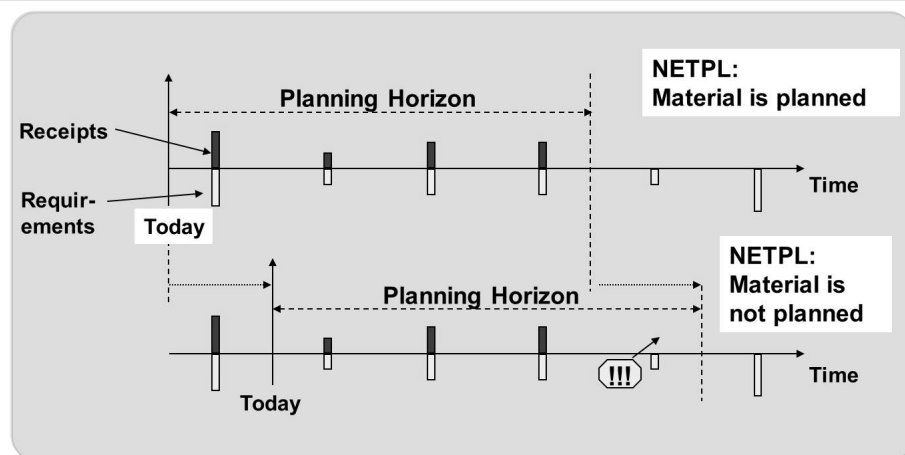 NETPL:
Material is planned
Planning Horizon
Receipts
Time
Requir-
ements
Today
NETPL:
Material is
not planned
Planning Horizon
!!!
Time
Today